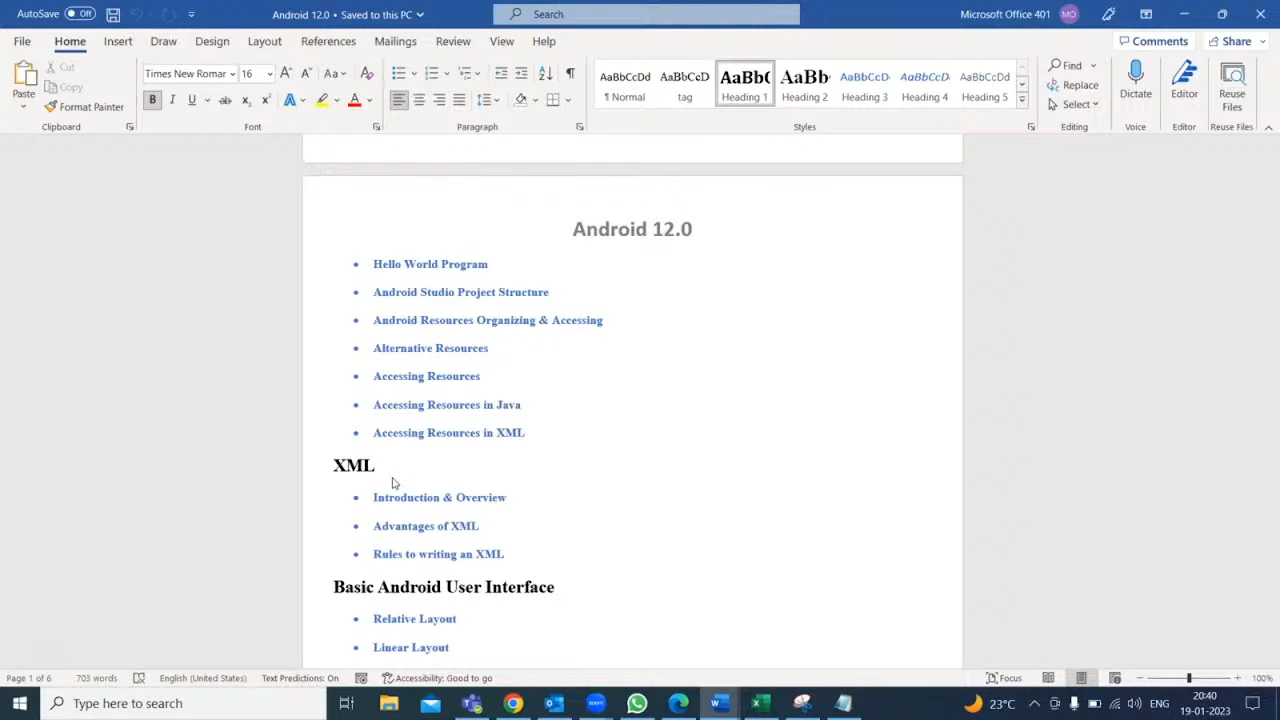 AutoSave Off Android 12.0 • Saved to this PC Search Microsoft Office 401 MO
File Home Insert Draw Design Layout References Mailings Review View Help Comments Share
Paste Cut Copy Format Painter
Times New Roman 16
Aa
AaBbCcDd AaBbCcD AaBbC AaBb AaBbCcD AaBbCcDd AaBbCcDd
¶ Normal tag Heading 1 Heading 2 Heading 3 Heading 4 Heading 5
Find
Replace
Select
Dictate Editor Reuse Files
Clipboard Font Paragraph Styles Editing Voice Editor Reuse Files
Android 12.0
• Hello World Program
• Android Studio Project Structure
• Android Resources Organizing & Accessing
• Alternative Resources
• Accessing Resources
• Accessing Resources in Java
• Accessing Resources in XML
XML
• Introduction & Overview
• Advantages of XML
• Rules to writing an XML
Basic Android User Interface
• Relative Layout
• Linear Layout
Page 1 of 6 703 words English (United States) Text Predictions: On Accessibility: Good to go Focus 100%
Type here to search 23°C ENG 20:40
19-01-2023